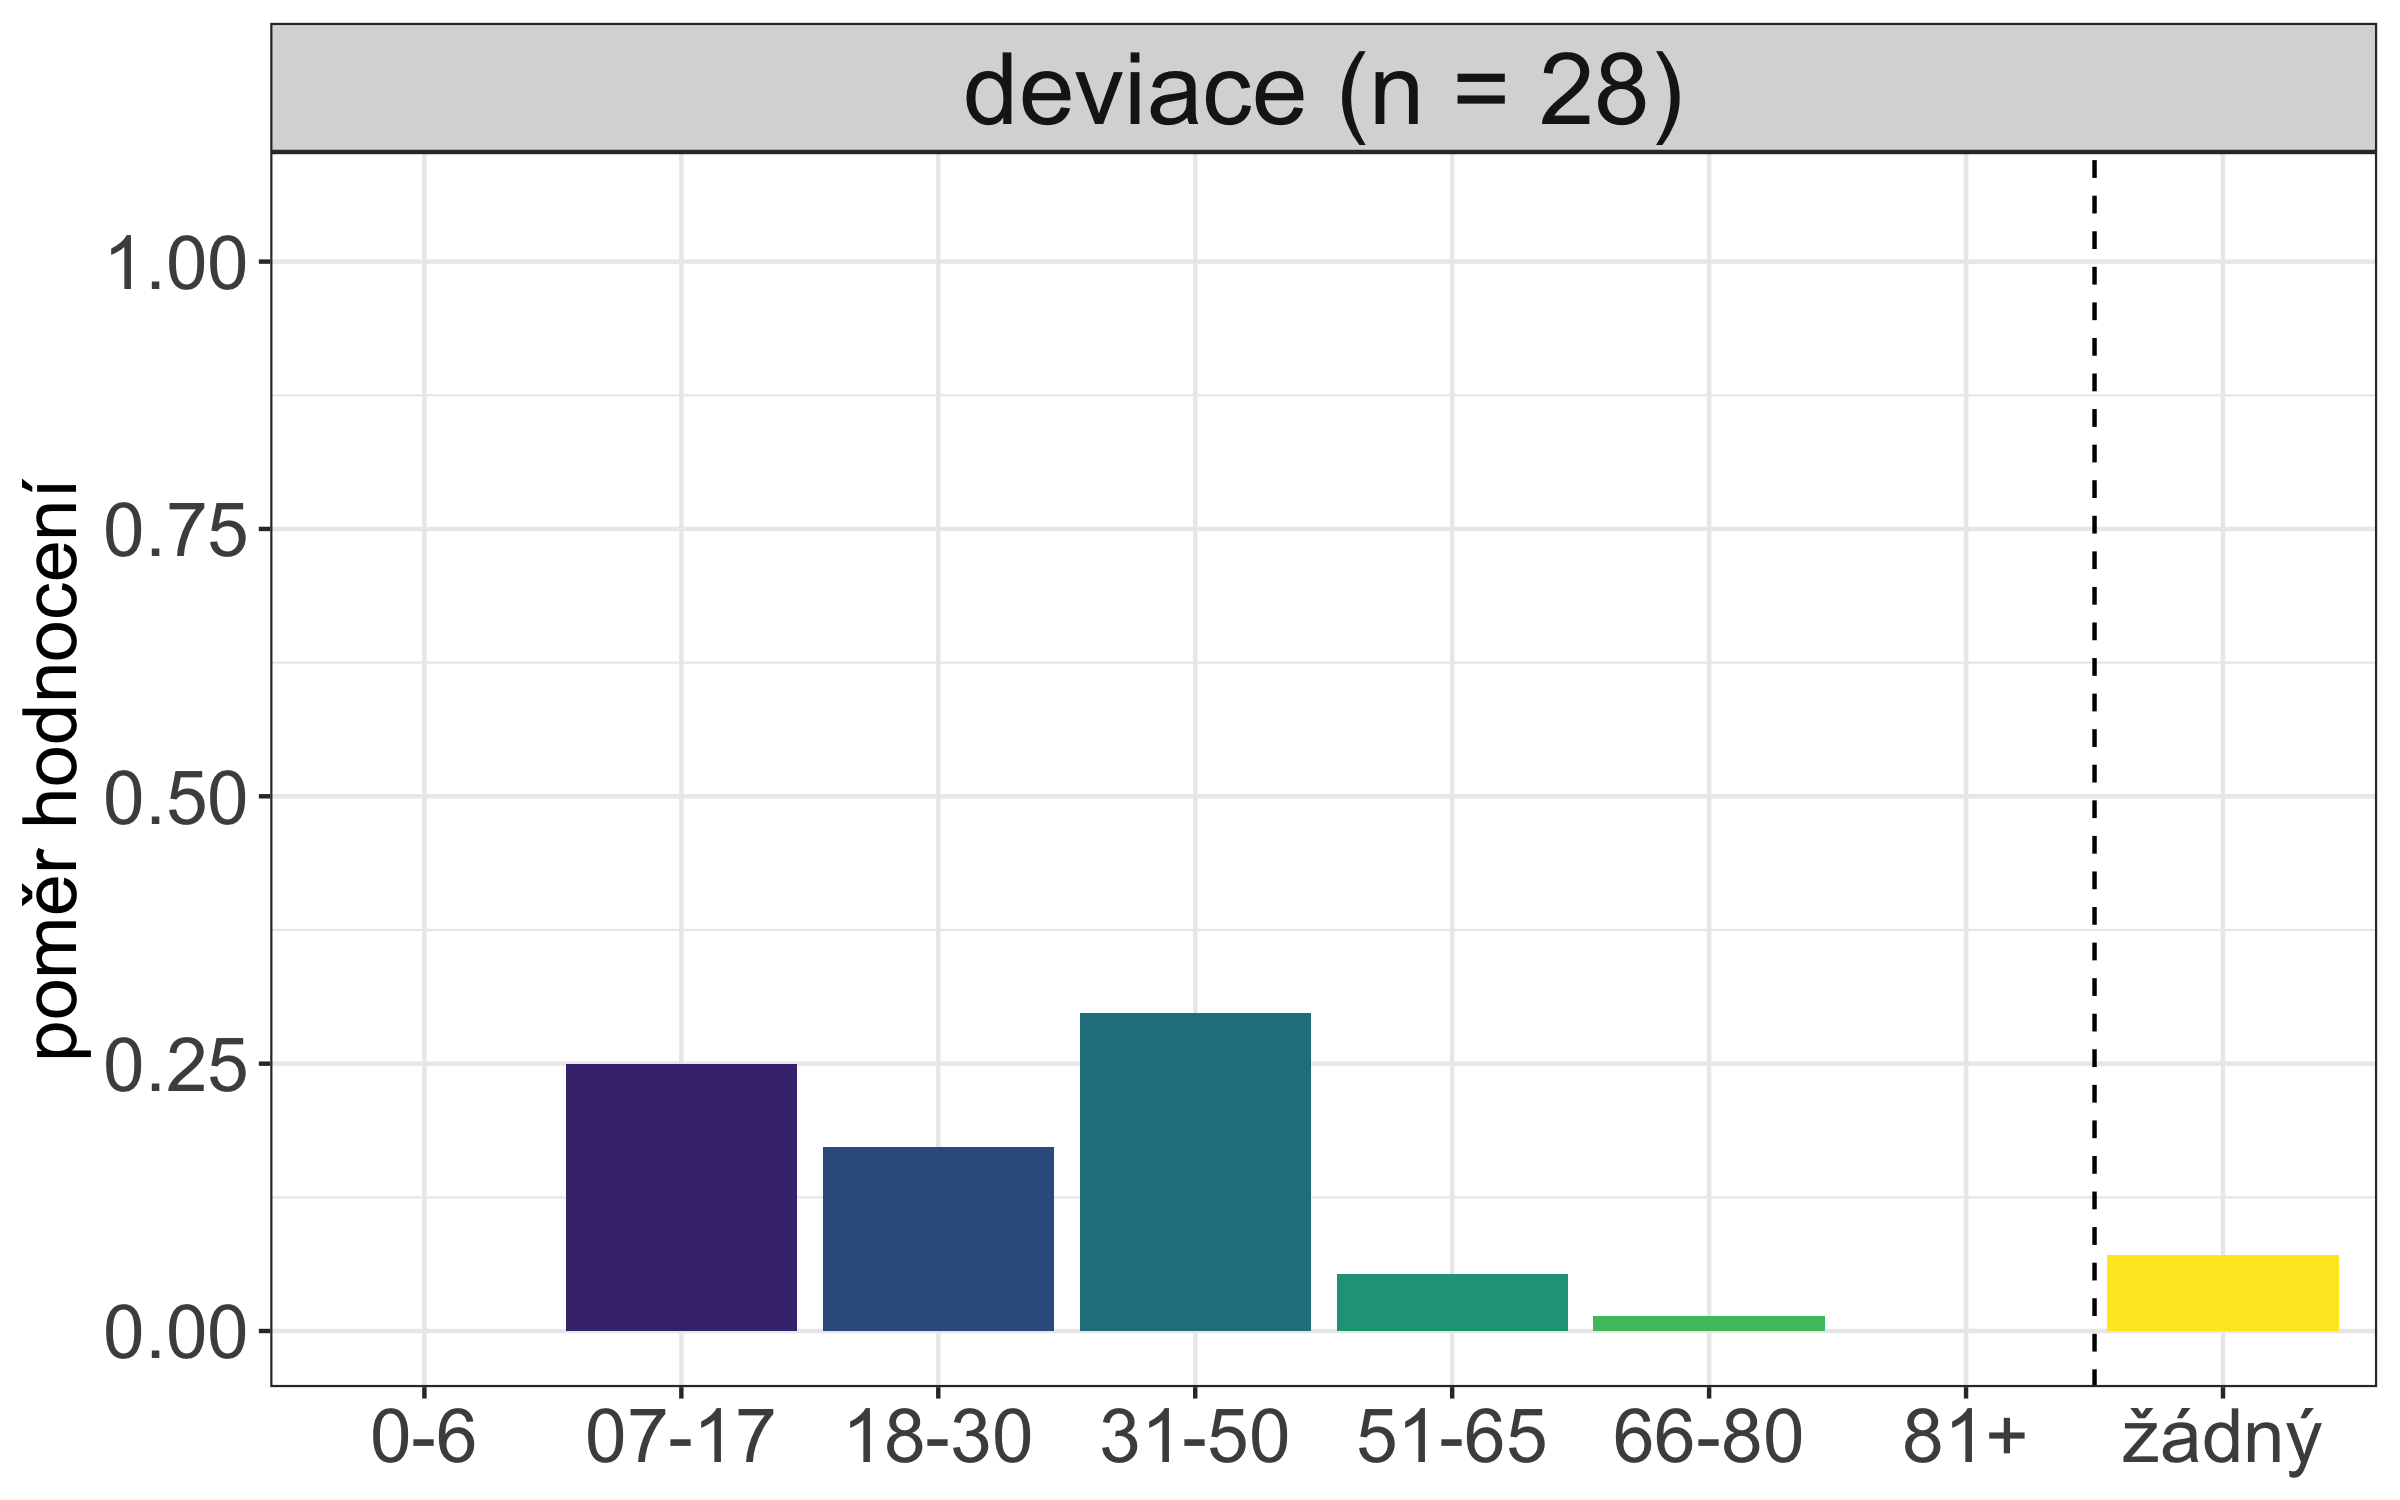 deviace (n = 28)
poměr hodnocení
1.00
0.75
0.50
0.25
0.00
0-6 07-17 18-30 31-50 51-65 66-80 81+ žádný